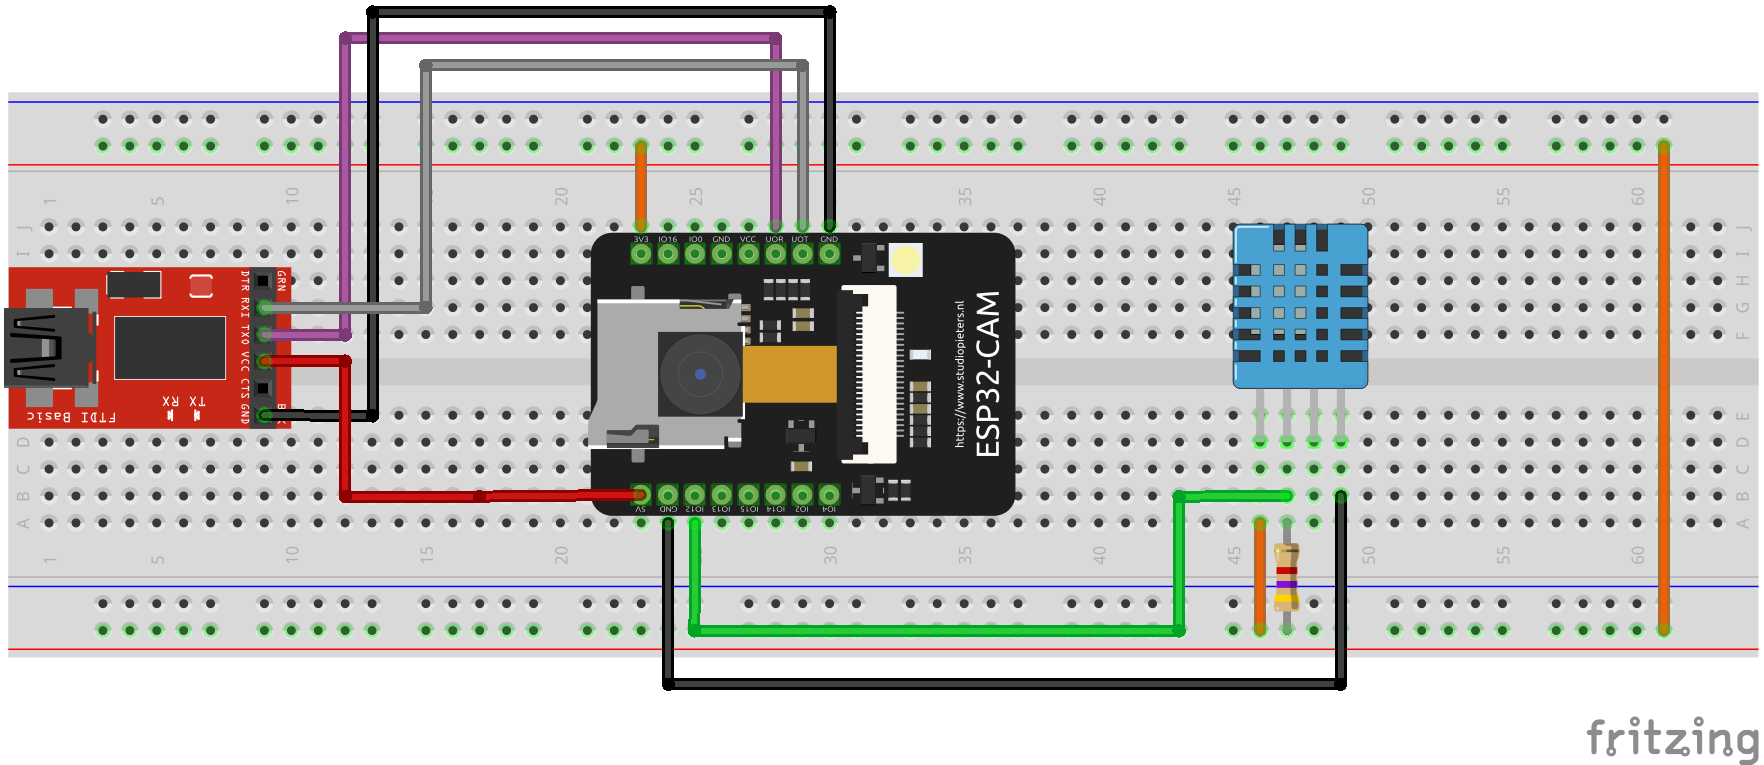 1 5 10 15 20 25 30 35 40 45 50 55 60
J
I
H
G
F
E
D
C
B
A
J
I
H
G
F
E
D
C
B
A
3V3 IO16 IO0 GND VCC UOR UOT GND
DTR RXI TXO VCC CTS GND
GRN
TX RX
FTDI Basic
https://www.studiopieters.nl
ESP32-CAM
5V GND IO12 IO13 IO15 IO14 IO2 IO4
1 5 10 15 20 25 30 35 40 45 50 55 60
fritzing